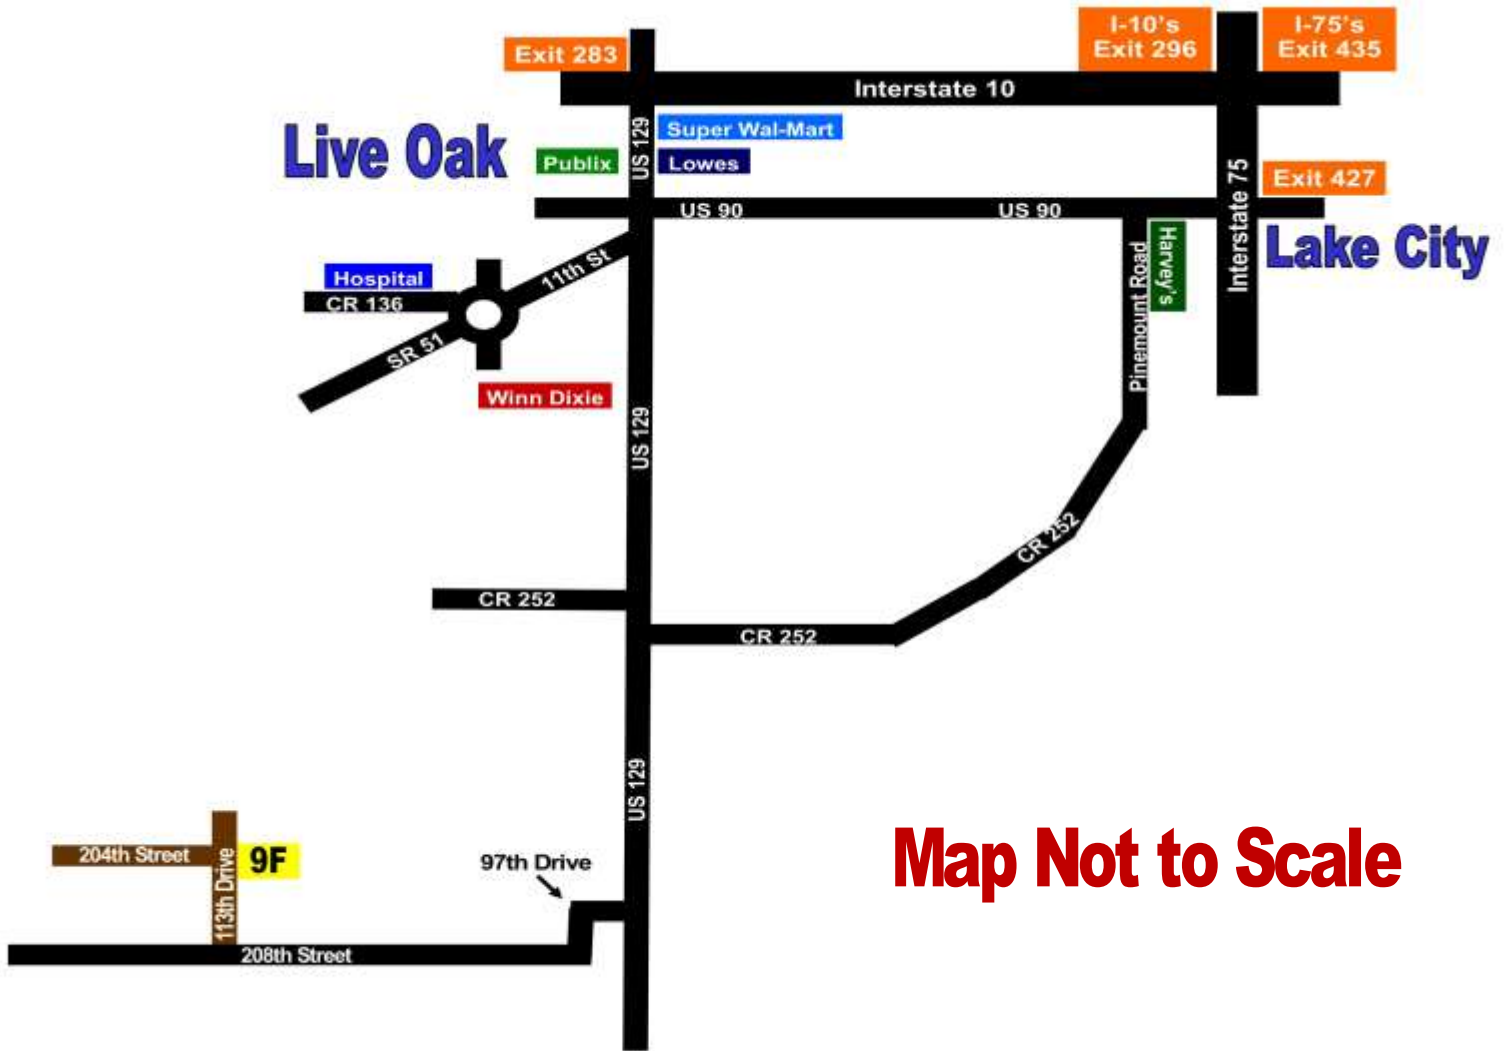 I-10's
Exit 296
I-75's
Exit 435
Exit 283
Interstate 10
Live Oak
US 129
Super Wal-Mart
Publix
Lowes
Exit 427
US 90
US 90
Interstate 75
Lake City
Harvey's
Pinemount Road
11th St
Hospital
CR 136
SR 51
Winn Dixie
US 129
CR 252
CR 252
CR 252
US 129
Map Not to Scale
204th Street
113th Drive
9F
97th Drive
208th Street